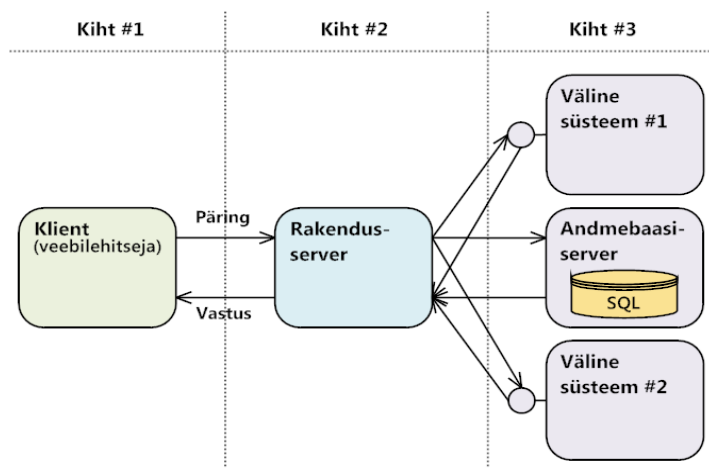 Kiht #1
Kiht #2
Kiht #3
Klient
(veebilehitseja)
Päring
Vastus
Rakendus-
server
Väline
süsteem #1
Andmebaasi-
server
SQL
Väline
süsteem #2